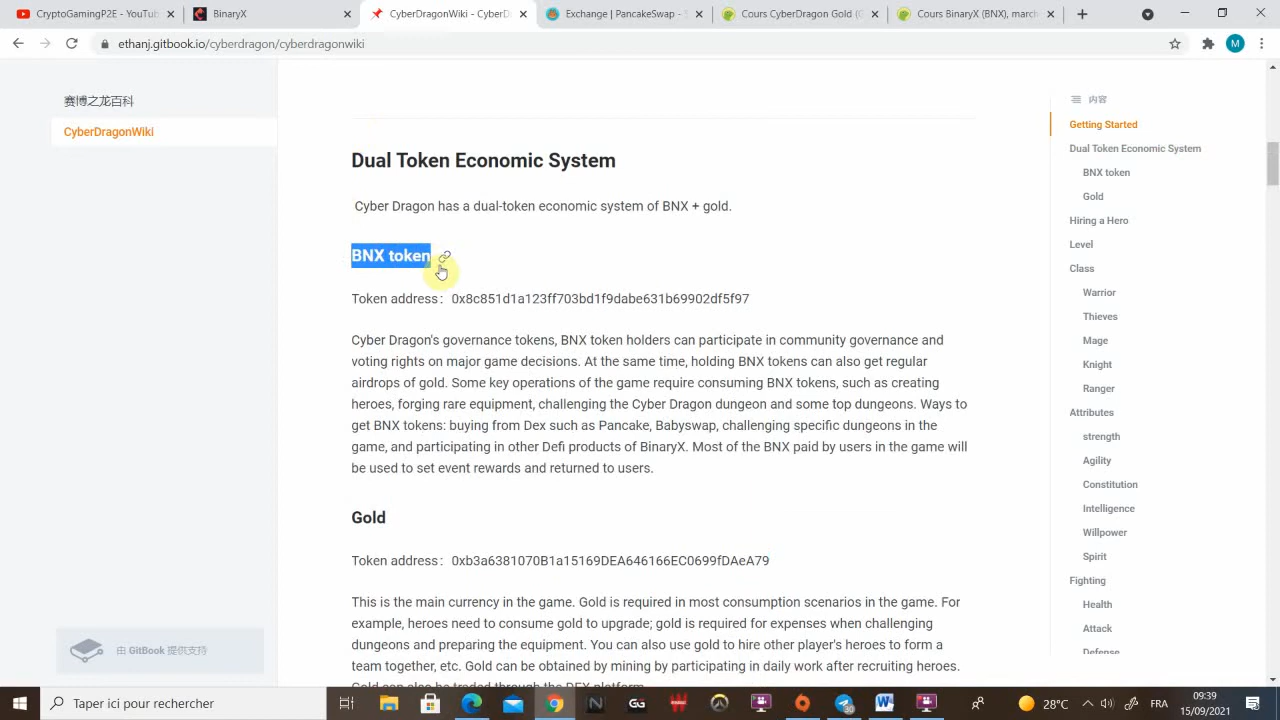 CryptoGamingP2E - YouTub
BinaryX
CyberDragonWiki - CyberD
Exchange | PancakeSwap - S
Cours CyberDragon Gold (G
Cours BinaryX (BNX), march
ethanj.gitbook.io/cyberdragon/cyberdragonwiki
M
赛博之龙百科
CyberDragonWiki
由 GitBook 提供支持
Dual Token Economic System
Cyber Dragon has a dual-token economic system of BNX + gold.
BNX token
Token address：0x8c851d1a123ff703bd1f9dabe631b69902df5f97
Cyber Dragon's governance tokens, BNX token holders can participate in community governance and
voting rights on major game decisions. At the same time, holding BNX tokens can also get regular
airdrops of gold. Some key operations of the game require consuming BNX tokens, such as creating
heroes, forging rare equipment, challenging the Cyber Dragon dungeon and some top dungeons. Ways to
get BNX tokens: buying from Dex such as Pancake, Babyswap, challenging specific dungeons in the
game, and participating in other Defi products of BinaryX. Most of the BNX paid by users in the game will
be used to set event rewards and returned to users.
Gold
Token address：0xb3a6381070B1a15169DEA646166EC0699fDAeA79
This is the main currency in the game. Gold is required in most consumption scenarios in the game. For
example, heroes need to consume gold to upgrade; gold is required for expenses when challenging
dungeons and preparing the equipment. You can also use gold to hire other player's heroes to form a
team together, etc. Gold can be obtained by mining by participating in daily work after recruiting heroes.
Gold can also be traded through the DEX platform.
内容
Getting Started
Dual Token Economic System
BNX token
Gold
Hiring a Hero
Level
Class
Warrior
Thieves
Mage
Knight
Ranger
Attributes
strength
Agility
Constitution
Intelligence
Willpower
Spirit
Fighting
Health
Attack
Defense
Taper ici pour rechercher
28°C
FRA
09:39
15/09/2021